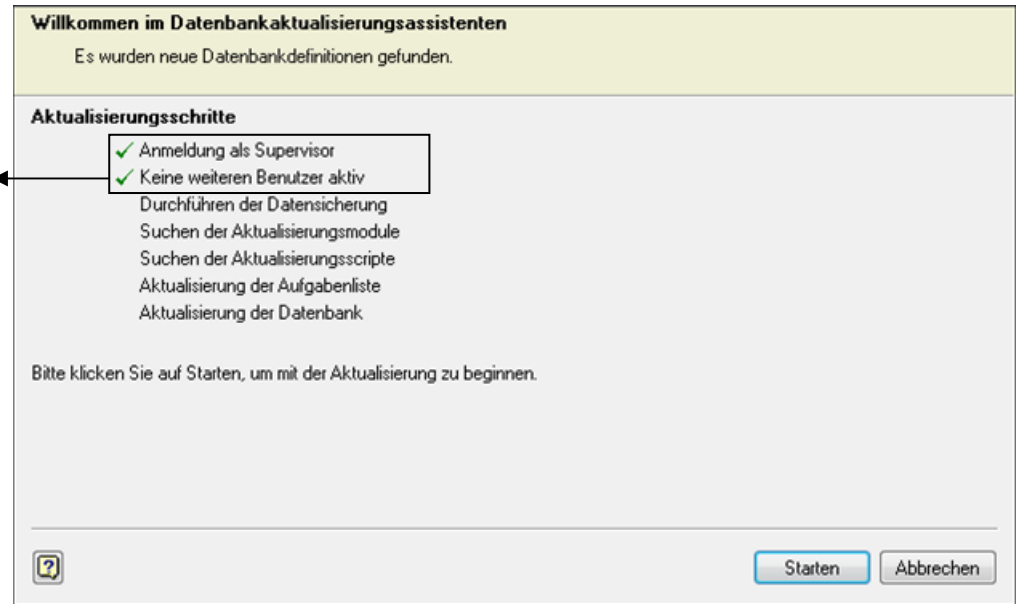 Willkommen im Datenbankaktualisierungsassistenten
Es wurden neue Datenbankdefinitionen gefunden.
Aktualisierungsschritte
Anmeldung als Supervisor
Keine weiteren Benutzer aktiv
Durchführen der Datensicherung
Suchen der Aktualisierungsmodule
Suchen der Aktualisierungsscripte
Aktualisierung der Aufgabenliste
Aktualisierung der Datenbank
Bitte klicken Sie auf Starten, um mit der Aktualisierung zu beginnen.
? Starten Abbrechen